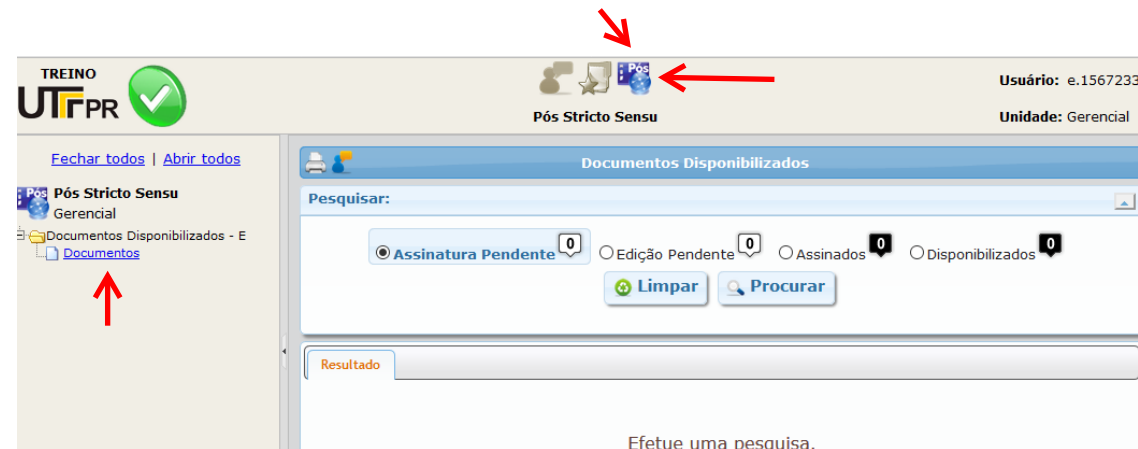 TREINO
UTFPR
Pós
Pós Stricto Sensu
Usuário: e.1567233
Unidade: Gerencial
Fechar todos | Abrir todos
Pós
Pós Stricto Sensu
Gerencial
Documentos Disponibilizados - E
Documentos
Documentos Disponibilizados
Pesquisar:
Assinatura Pendente 0 Edição Pendente 0 Assinados 0 Disponibilizados 0
Limpar Procurar
Resultado
Efetue uma pesquisa.